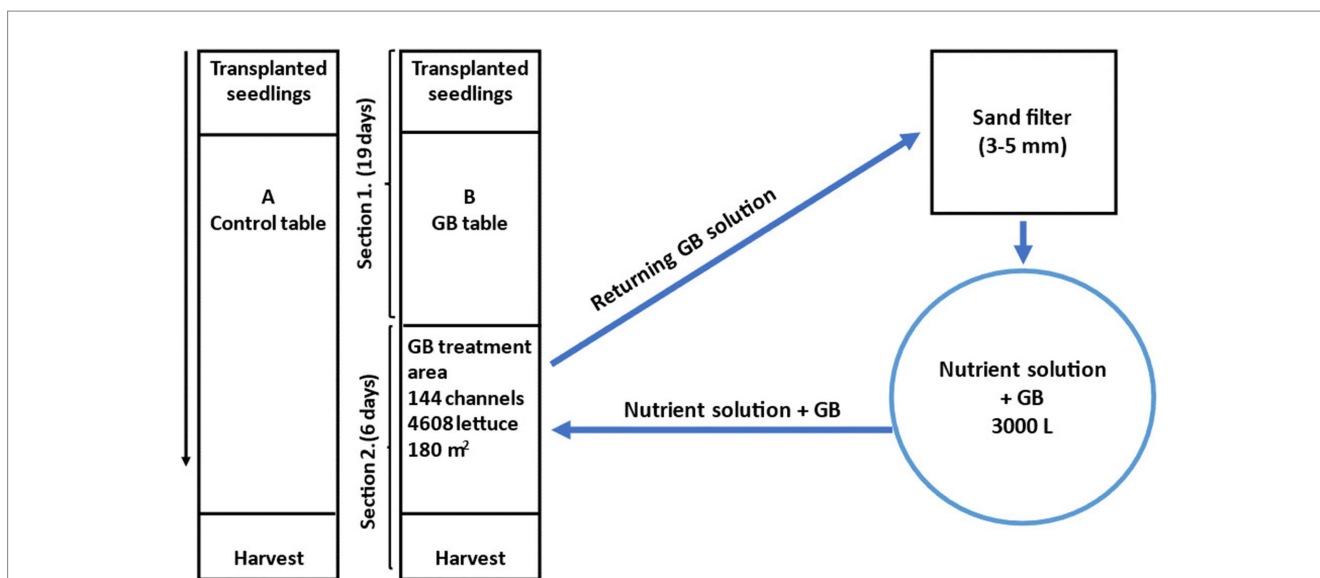 Transplanted
seedlings
A
Control table
Harvest
Section 1. (19 days)
Section 2. (6 days)
Transplanted
seedlings
B
GB table
GB treatment
area
144 channels
4608 lettuce
180 m²
Harvest
Returning GB solution
Nutrient solution + GB
Sand filter
(3-5 mm)
Nutrient solution
+ GB
3000 L